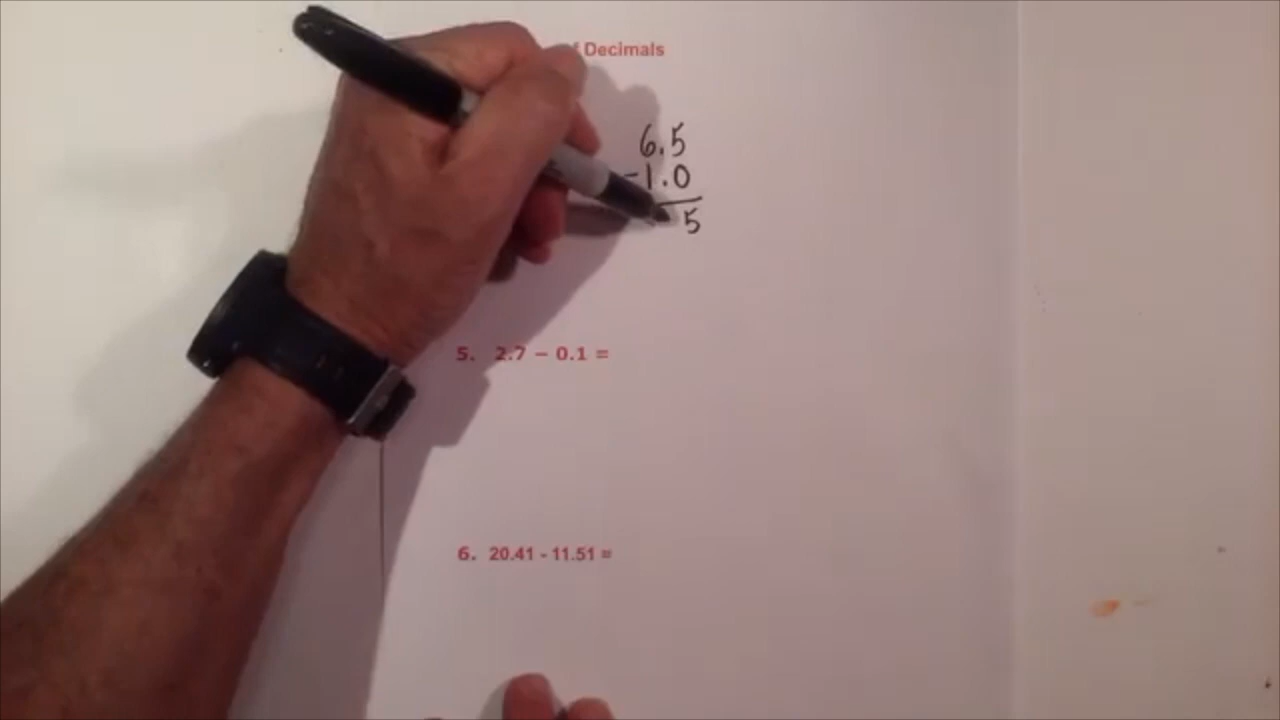 Decimals
6.5
-1.0
5
5. 2.7 – 0.1 =
6. 20.41 - 11.51 =